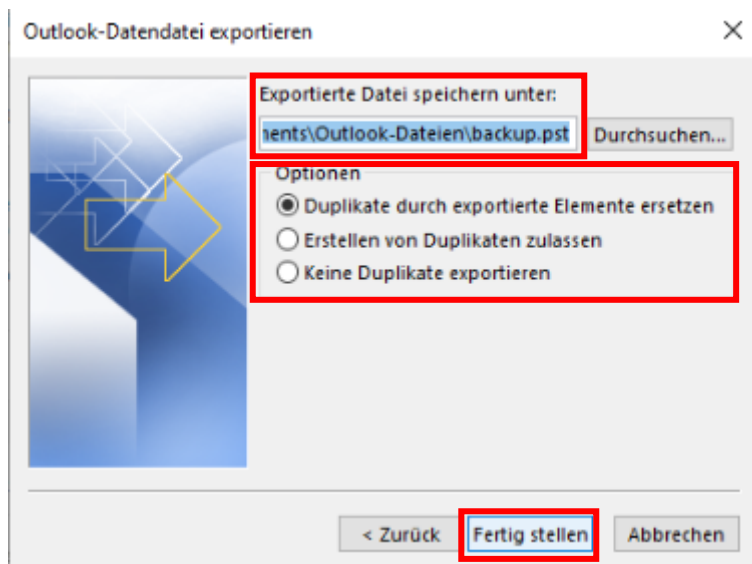 Outlook-Datendatei exportieren
Exportierte Datei speichern unter:
nents\Outlook-Dateien\backup.pst Durchsuchen...
Optionen
Duplikate durch exportierte Elemente ersetzen
Erstellen von Duplikaten zulassen
Keine Duplikate exportieren
< Zurück Fertig stellen Abbrechen